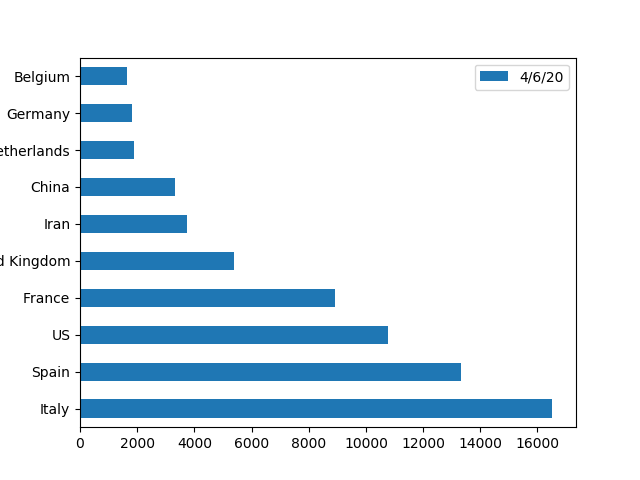 4/6/20
Belgium
Germany
etherlands
China
Iran
d Kingdom
France
US
Spain
Italy
0 2000 4000 6000 8000 10000 12000 14000 16000